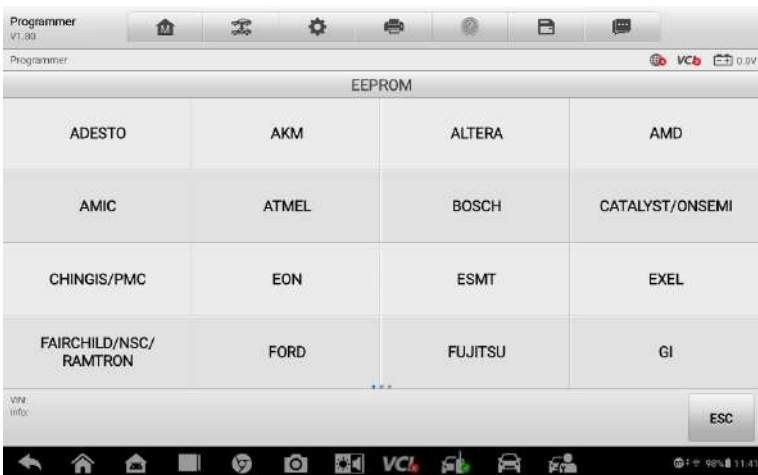 Programmer
V1.80
M
Programmer
VCI 0.0V
EEPROM
ADESTO AKM ALTERA AMD
AMIC ATMEL BOSCH CATALYST/ONSEMI
CHINGIS/PMC EON ESMT EXEL
FAIRCHILD/NSC/
RAMTRON FORD FUJITSU GI
VIN:
Info:
ESC
VCI 98% 11:41